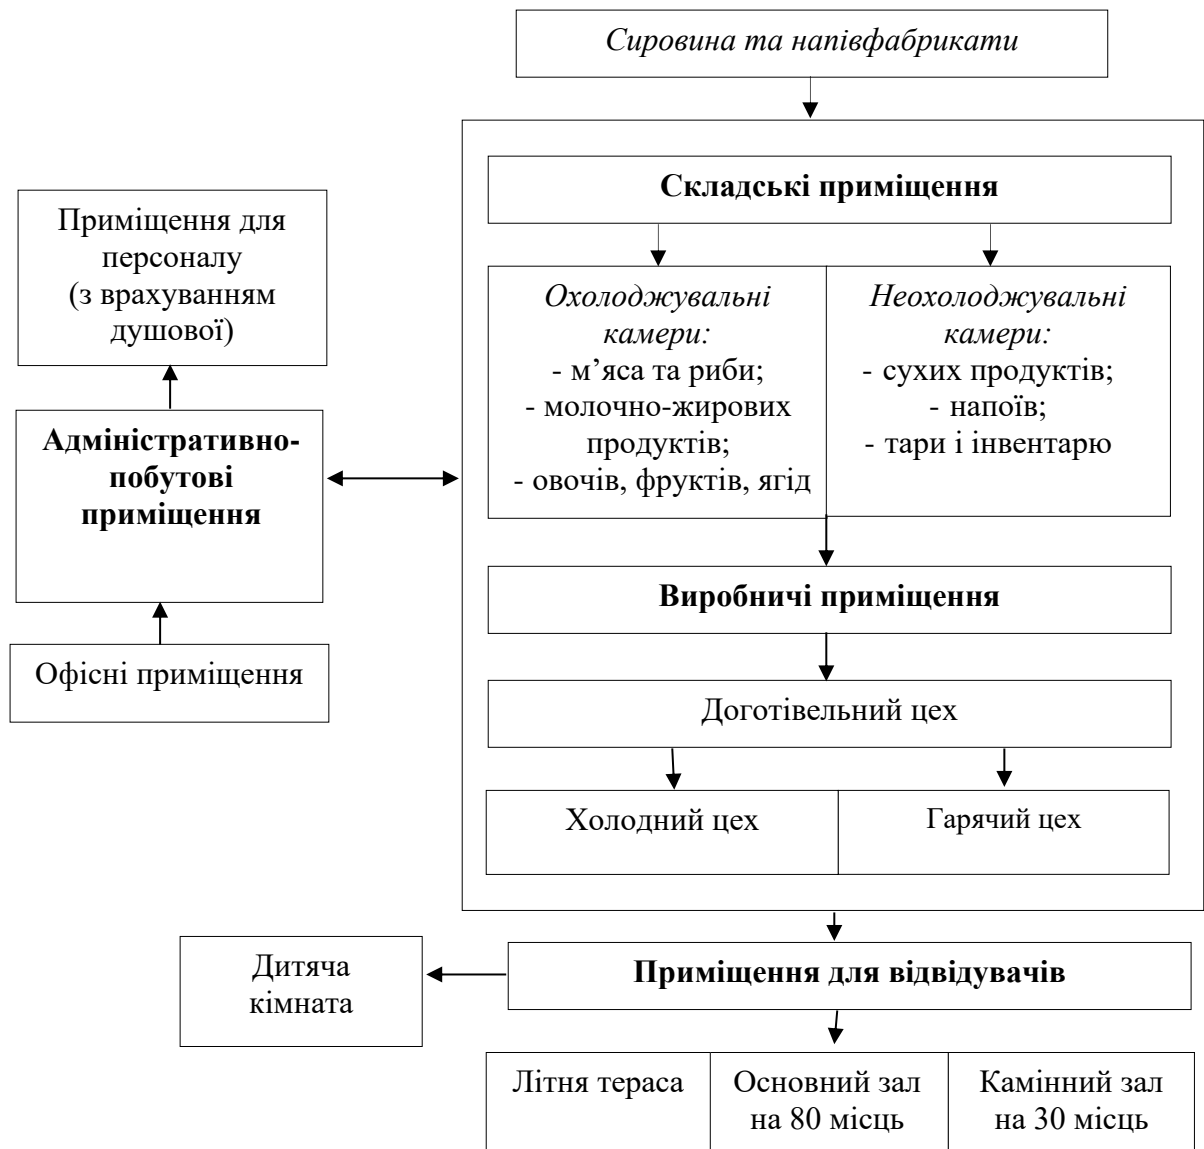 Сировина та напівфабрикати
Складські приміщення
Приміщення для
персоналу
(з врахуванням
душової)
Охолоджувальні
камери:
- м’яса та риби;
- молочно-жирових
продуктів;
- овочів, фруктів, ягід
Неохолоджувальні
камери:
- сухих продуктів;
- напоїв;
- тари і інвентарю
Адміністративно-
побутові
приміщення
Офісні приміщення
Виробничі приміщення
Доготівельний цех
Холодний цех
Гарячий цех
Приміщення для відвідувачів
Дитяча
кімната
Літня тераса
Основний зал
на 80 місць
Камінний зал
на 30 місць